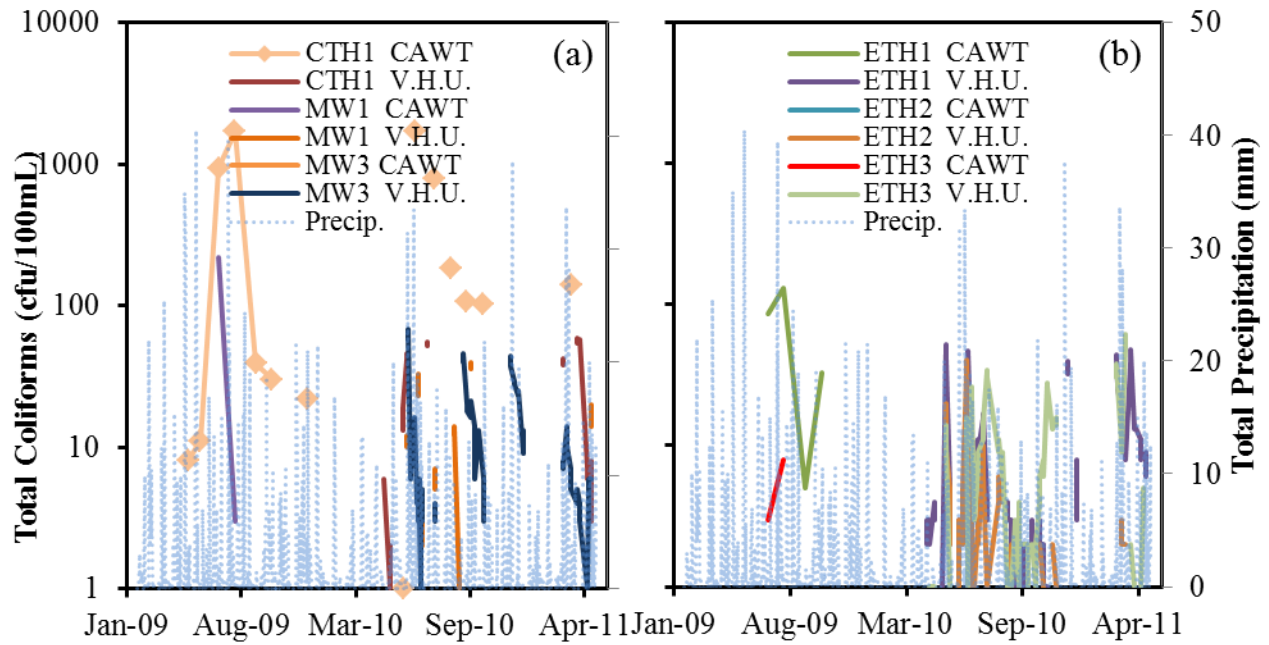 Total Coliforms (cfu/100mL)
10000
1000
100
10
1
(a)
CTH1 CAWT
CTH1 V.H.U.
MW1 CAWT
MW1 V.H.U.
MW3 CAWT
MW3 V.H.U.
Precip.
Jan-09 Aug-09 Mar-10 Sep-10 Apr-11
(b)
ETH1 CAWT
ETH1 V.H.U.
ETH2 CAWT
ETH2 V.H.U.
ETH3 CAWT
ETH3 V.H.U.
Precip.
Jan-09 Aug-09 Mar-10 Sep-10 Apr-11
50
40
30
20
10
0
Total Precipitation (mm)